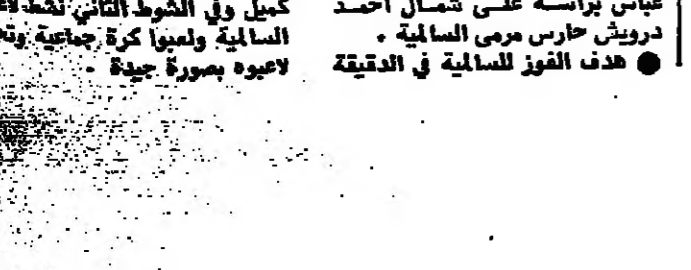 عباس برأسه على شمال احمد
درويش حارس مرمى السالمية .
● هدف الفوز للسالمية في الدقيقة
كميل وفي الشوط الثاني نشط
السالمية ولعبوا كرة جماعية
لاعبوه بصورة جيدة .